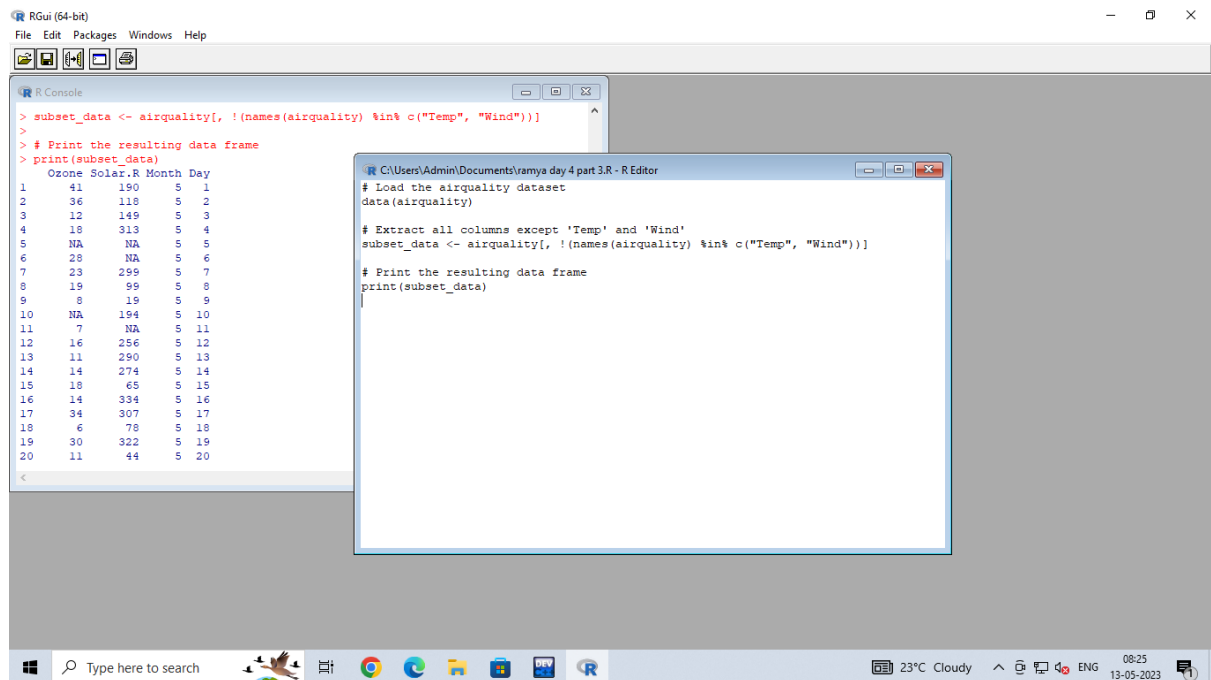 RGui (64-bit)
File Edit Packages Windows Help
R Console
> subset_data <- airquality[, !(names(airquality) %in% c("Temp", "Wind"))]
>
> # Print the resulting data frame
> print(subset_data)
Ozone Solar.R Month Day
1 41 190 5 1
2 36 118 5 2
3 12 149 5 3
4 18 313 5 4
5 NA NA 5 5
6 28 NA 5 6
7 23 299 5 7
8 19 99 5 8
9 8 19 5 9
10 NA 194 5 10
11 7 NA 5 11
12 16 256 5 12
13 11 290 5 13
14 14 274 5 14
15 18 65 5 15
16 14 334 5 16
17 34 307 5 17
18 6 78 5 18
19 30 322 5 19
20 11 44 5 20
C:\Users\Admin\Documents\ramya day 4 part 3.R - R Editor
# Load the airquality dataset
data(airquality)
# Extract all columns except 'Temp' and 'Wind'
subset_data <- airquality[, !(names(airquality) %in% c("Temp", "Wind"))]
# Print the resulting data frame
print(subset_data)
Type here to search
DEV
23°C Cloudy
ENG
08:25
13-05-2023
1